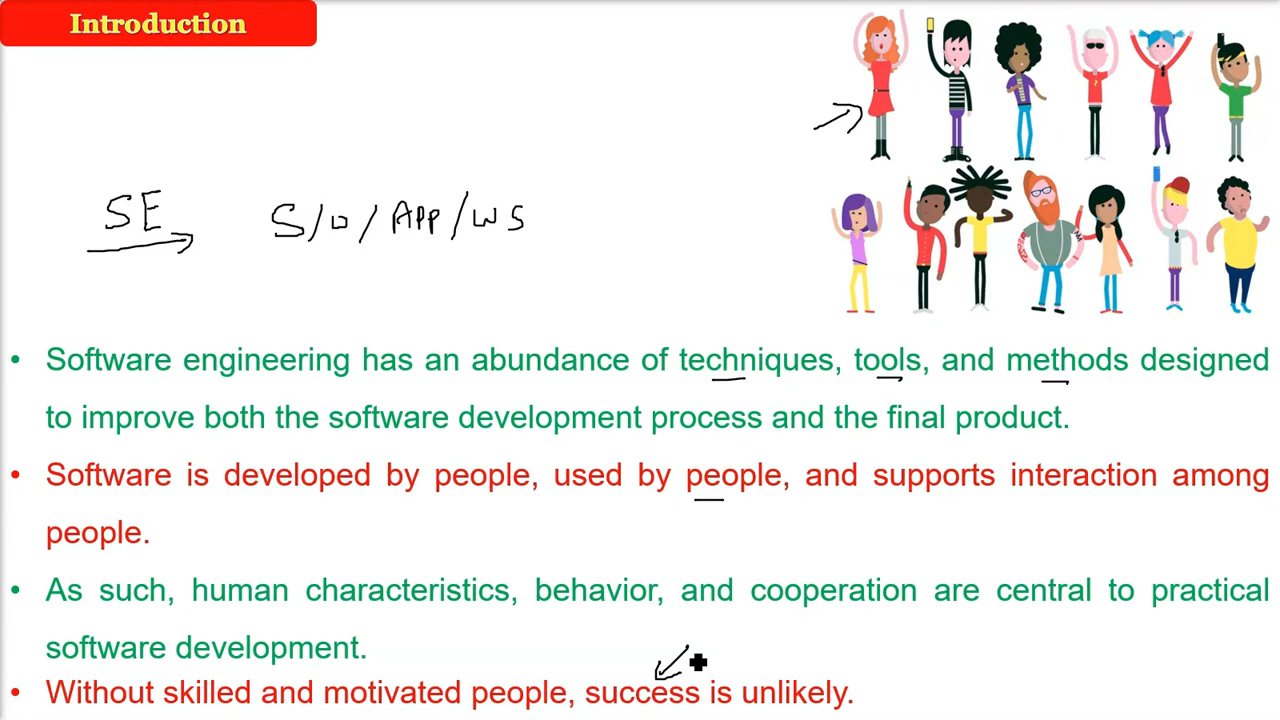 Introduction
SE S/W/APP/WS
• Software engineering has an abundance of techniques, tools, and methods designed
to improve both the software development process and the final product.
• Software is developed by people, used by people, and supports interaction among
people.
• As such, human characteristics, behavior, and cooperation are central to practical
software development.
• Without skilled and motivated people, success is unlikely.